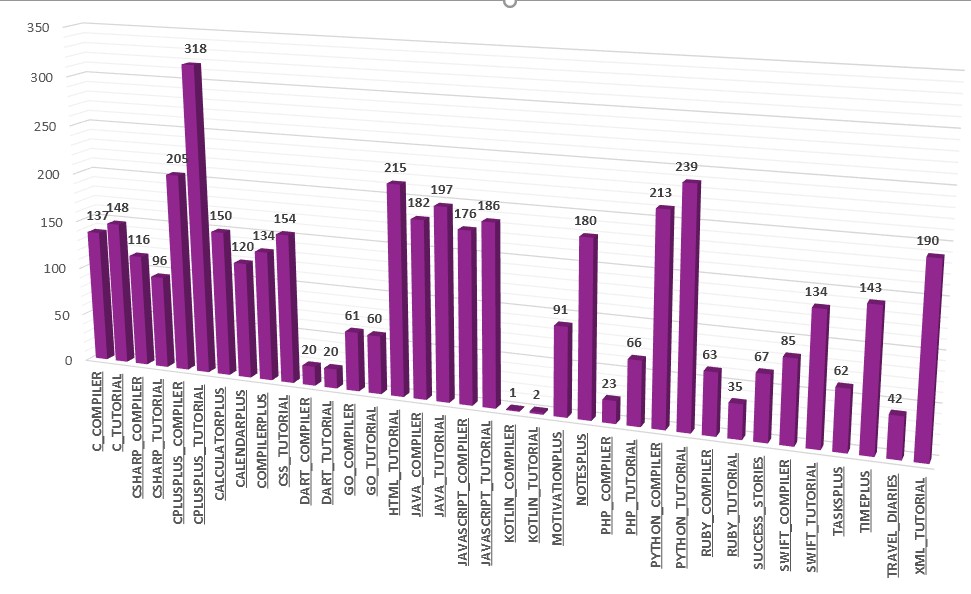 350
300
250
200
150
100
50
0
137
148
116
96
205
318
150
120
134
154
20
20
61
60
215
182
197
176
186
1
2
91
180
23
66
213
239
63
35
67
85
134
62
143
42
190
C_COMPILER
C_TUTORIAL
CSHARP_COMPILER
CSHARP_TUTORIAL
CPLUSPLUS_COMPILER
CPLUSPLUS_TUTORIAL
CALCULATORPLUS
CALENDARPLUS
COMPILERPLUS
CSS_TUTORIAL
DART_COMPILER
DART_TUTORIAL
GO_COMPILER
GO_TUTORIAL
HTML_TUTORIAL
JAVA_COMPILER
JAVA_TUTORIAL
JAVASCRIPT_COMPILER
JAVASCRIPT_TUTORIAL
KOTLIN_COMPILER
KOTLIN_TUTORIAL
MOTIVATIONPLUS
NOTESPLUS
PHP_COMPILER
PHP_TUTORIAL
PYTHON_COMPILER
PYTHON_TUTORIAL
RUBY_COMPILER
RUBY_TUTORIAL
SUCCESS_STORIES
SWIFT_COMPILER
SWIFT_TUTORIAL
TASKSPLUS
TIMEPLUS
TRAVEL_DIARIES
XML_TUTORIAL